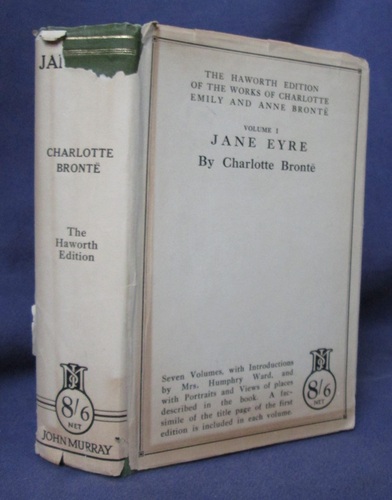 JA
CHARLOTTE
BRONTË
The
Haworth
Edition
8/6
NET
JOHN MURRAY
THE HAWORTH EDITION
OF THE WORKS OF CHARLOTTE
EMILY AND ANNE BRONTË
VOLUME I
JANE EYRE
By Charlotte Brontë
Seven Volumes, with Introductions
by Mrs. Humphry Ward, and
with Portraits and Views of places
described in the book. A fac-
simile of the title page of the first
edition is included in each volume.
8/6
NET